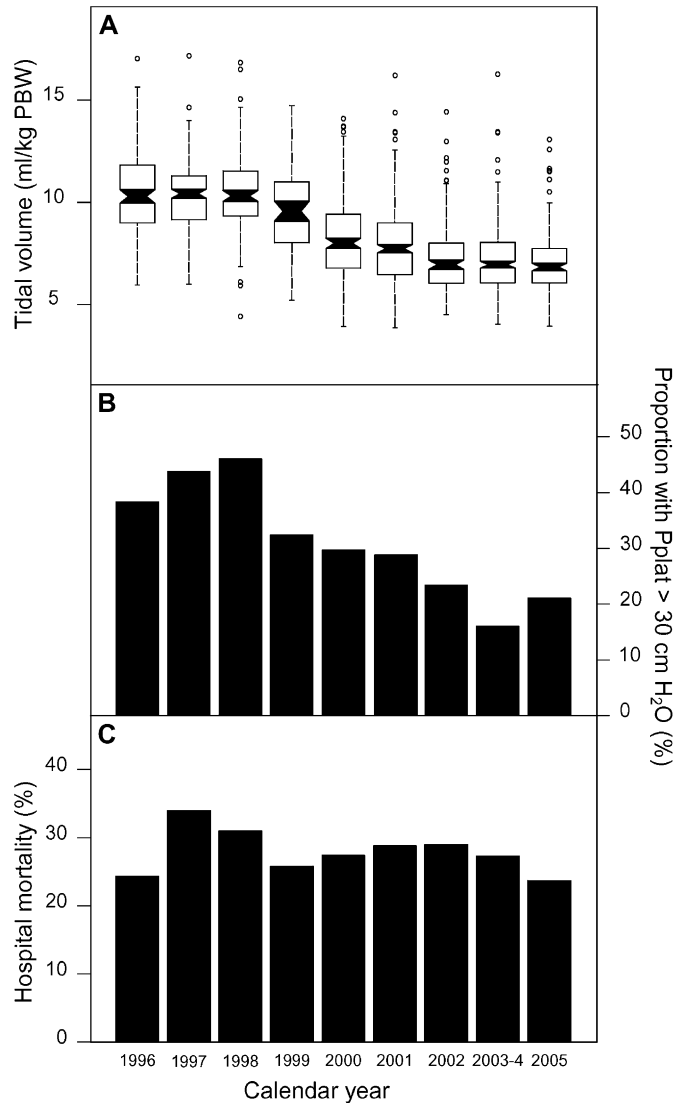 A
Tidal volume (ml/kg PBW)
15
10
5
B
Proportion with Pplat > 30 cm H₂O (%)
50
40
30
20
10
0
C
Hospital mortality (%)
40
30
20
10
0
1996 1997 1998 1999 2000 2001 2002 2003-4 2005
Calendar year